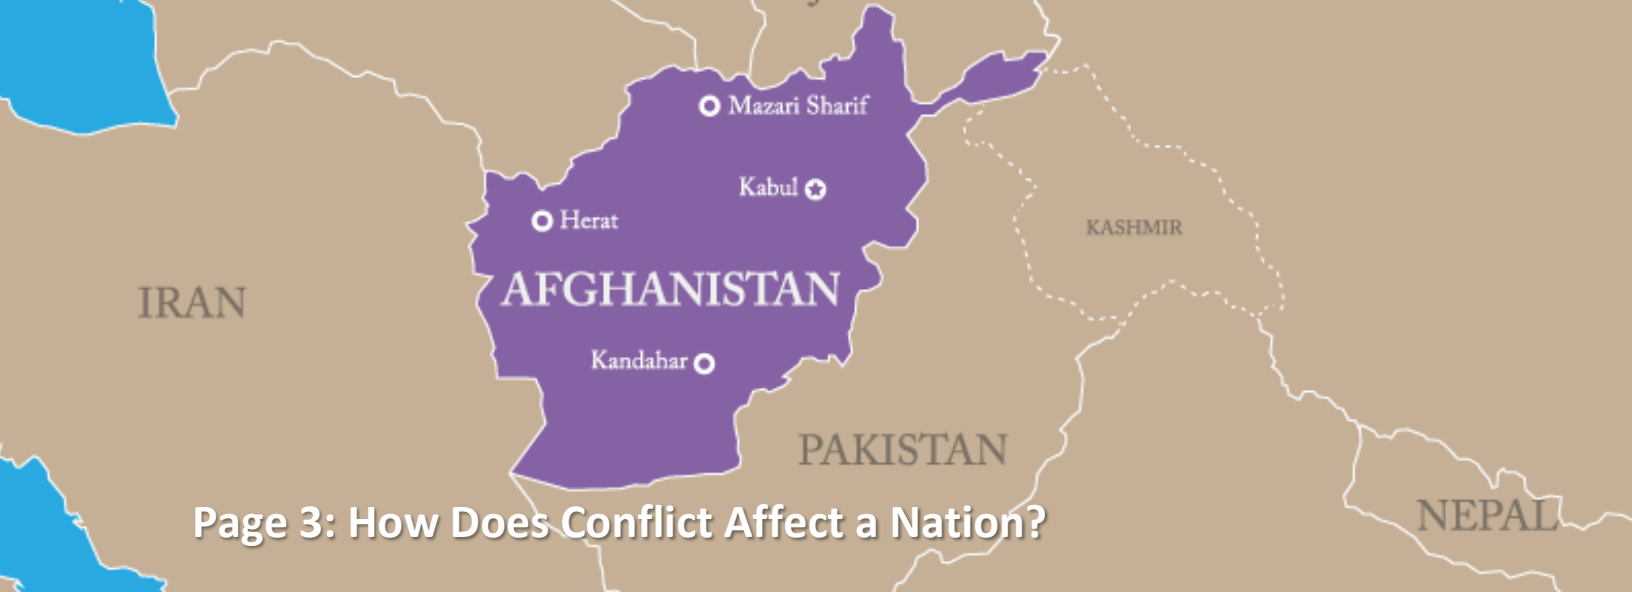 Mazari Sharif
Kabul
Herat
KASHMIR
AFGHANISTAN
IRAN
Kandahar
PAKISTAN
NEPAL
Page 3: How Does Conflict Affect a Nation?